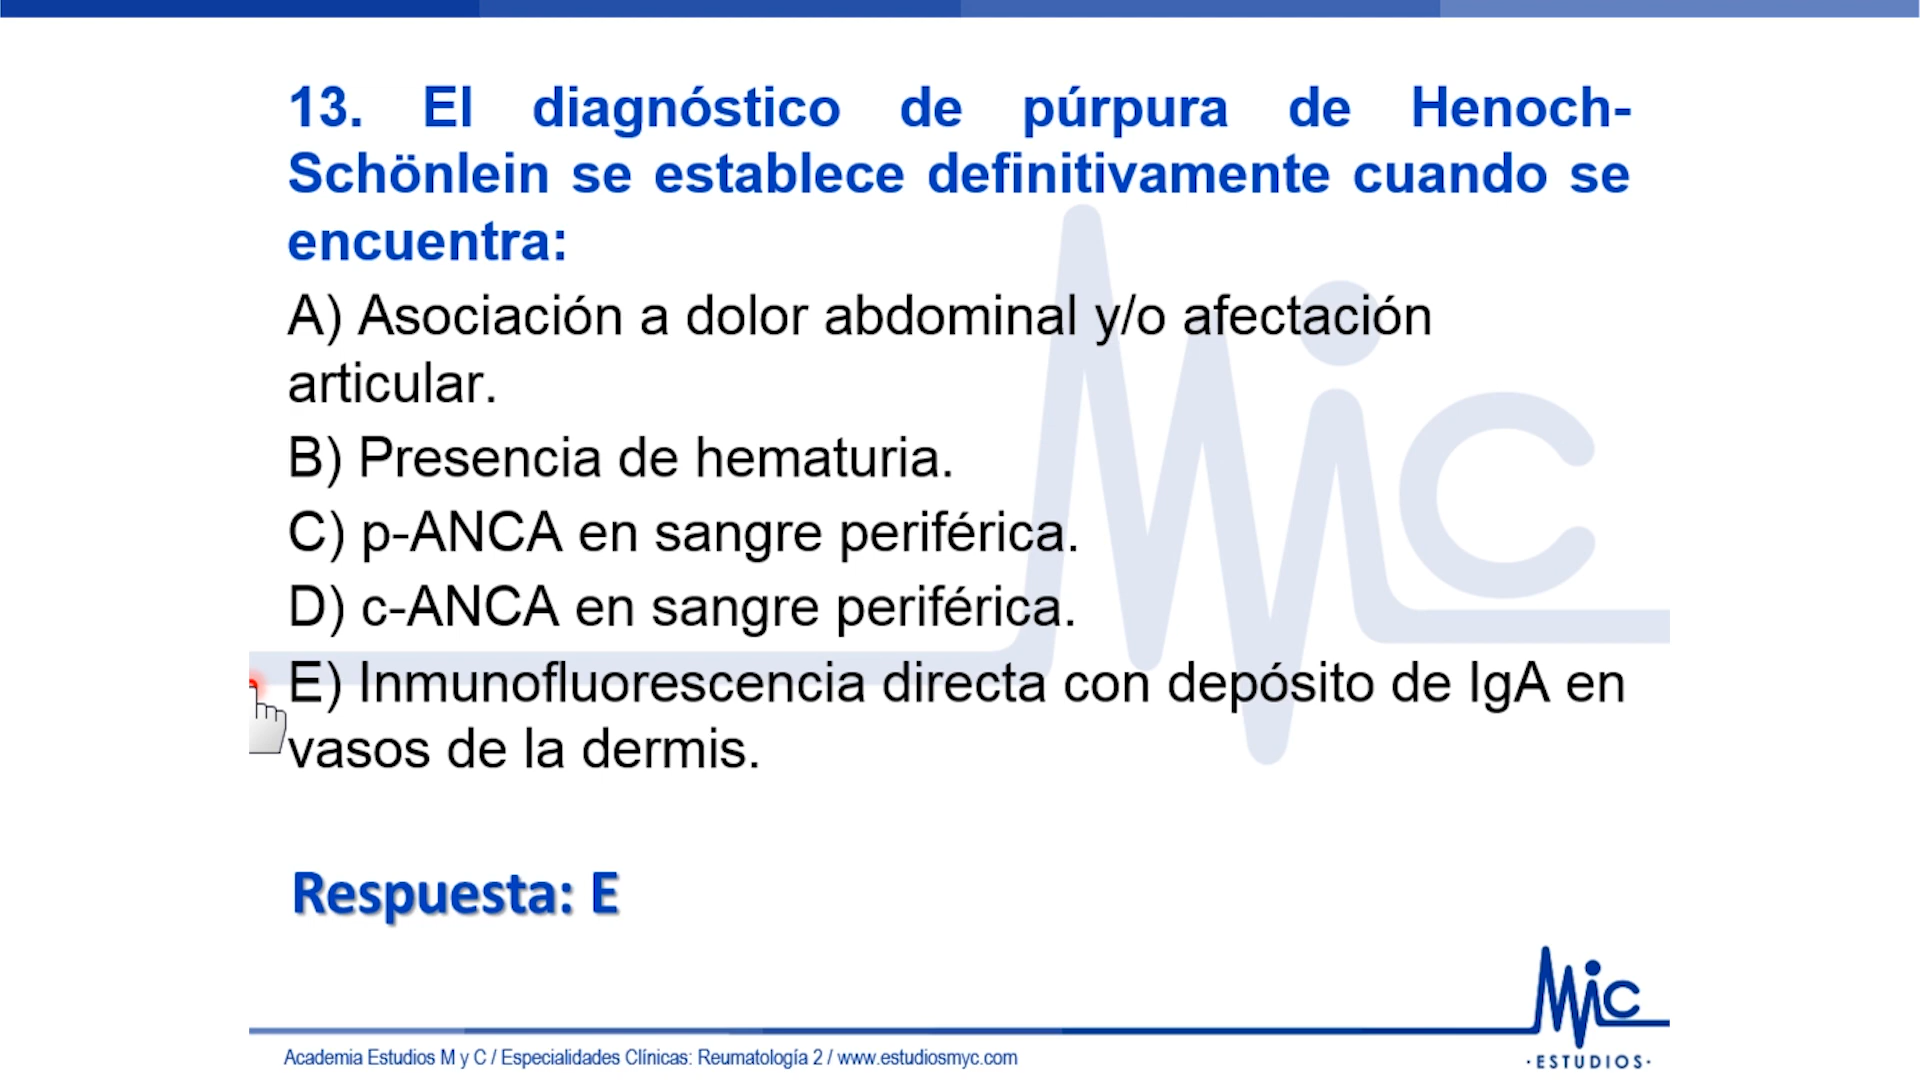 13. El diagnóstico de púrpura de Henoch-
Schönlein se establece definitivamente cuando se
encuentra:
A) Asociación a dolor abdominal y/o afectación
articular.
B) Presencia de hematuria.
C) p-ANCA en sangre periférica.
D) c-ANCA en sangre periférica.
E) Inmunofluorescencia directa con depósito de IgA en
vasos de la dermis.
Respuesta: E
MyC
·ESTUDIOS·
Academia Estudios M y C / Especialidades Clínicas: Reumatología 2 / www.estudiosmyc.com